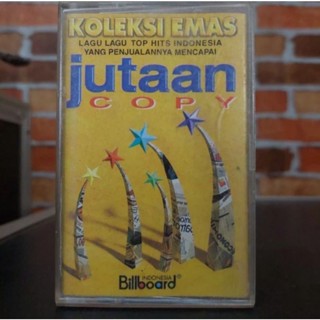 KOLEKSI EMAS
LAGU LAGU TOP HITS INDONESIA
YANG PENJUALANNYA MENCAPAI
jutaan
COPY
INDONESIA
Billboard®